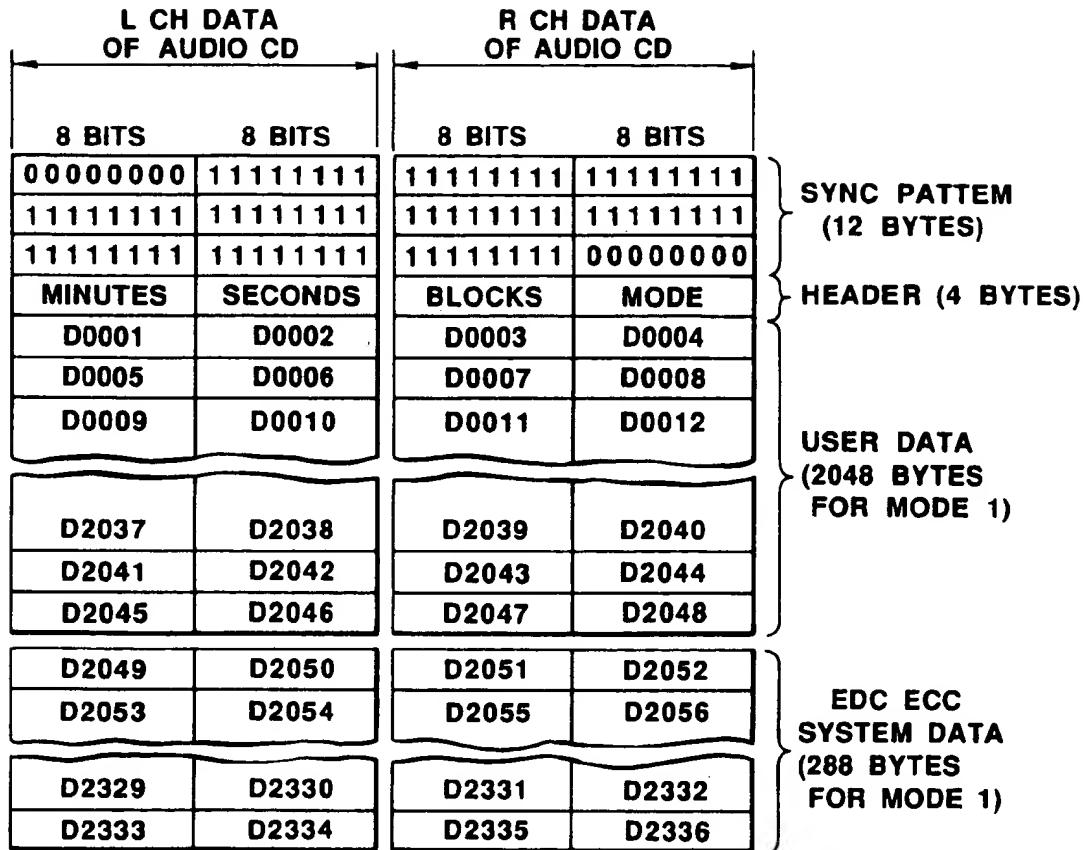 L CH DATA
OF AUDIO CD
R CH DATA
OF AUDIO CD
8 BITS 8 BITS 8 BITS 8 BITS
00000000 11111111 11111111 11111111
11111111 11111111 11111111 11111111
11111111 11111111 11111111 00000000
SYNC PATTEM
(12 BYTES)
MINUTES SECONDS BLOCKS MODE
HEADER (4 BYTES)
D0001 D0002 D0003 D0004
D0005 D0006 D0007 D0008
D0009 D0010 D0011 D0012
USER DATA
(2048 BYTES
FOR MODE 1)
D2037 D2038 D2039 D2040
D2041 D2042 D2043 D2044
D2045 D2046 D2047 D2048
D2049 D2050 D2051 D2052
D2053 D2054 D2055 D2056
EDC ECC
SYSTEM DATA
(288 BYTES
FOR MODE 1)
D2329 D2330 D2331 D2332
D2333 D2334 D2335 D2336